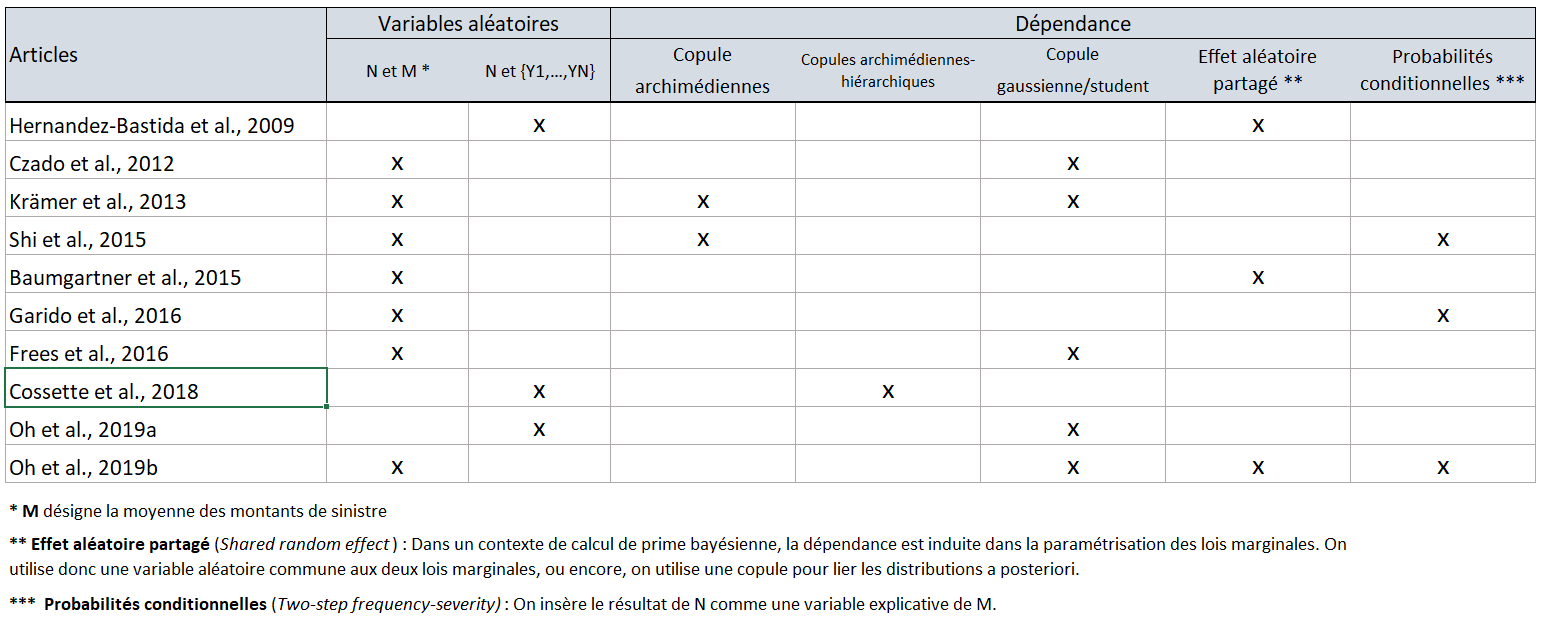 Variables aléatoires Dépendance
Articles N et M * N et {Y1,...,YN} Copule archimédiennes Copules archimédiennes-hiérarchiques Copule gaussienne/student Effet aléatoire partagé ** Probabilités conditionnelles ***
Hernandez-Bastida et al., 2009 x x
Czado et al., 2012 x x
Krämer et al., 2013 x x x
Shi et al., 2015 x x x
Baumgartner et al., 2015 x x
Garido et al., 2016 x x
Frees et al., 2016 x x
Cossette et al., 2018 x x
Oh et al., 2019a x x
Oh et al., 2019b x x x x
* M désigne la moyenne des montants de sinistre
** Effet aléatoire partagé (Shared random effect) : Dans un contexte de calcul de prime bayésienne, la dépendance est induite dans la paramétrisation des lois marginales. On
utilise donc une variable aléatoire commune aux deux lois marginales, ou encore, on utilise une copule pour lier les distributions a posteriori.
*** Probabilités conditionnelles (Two-step frequency-severity) : On insère le résultat de N comme une variable explicative de M.